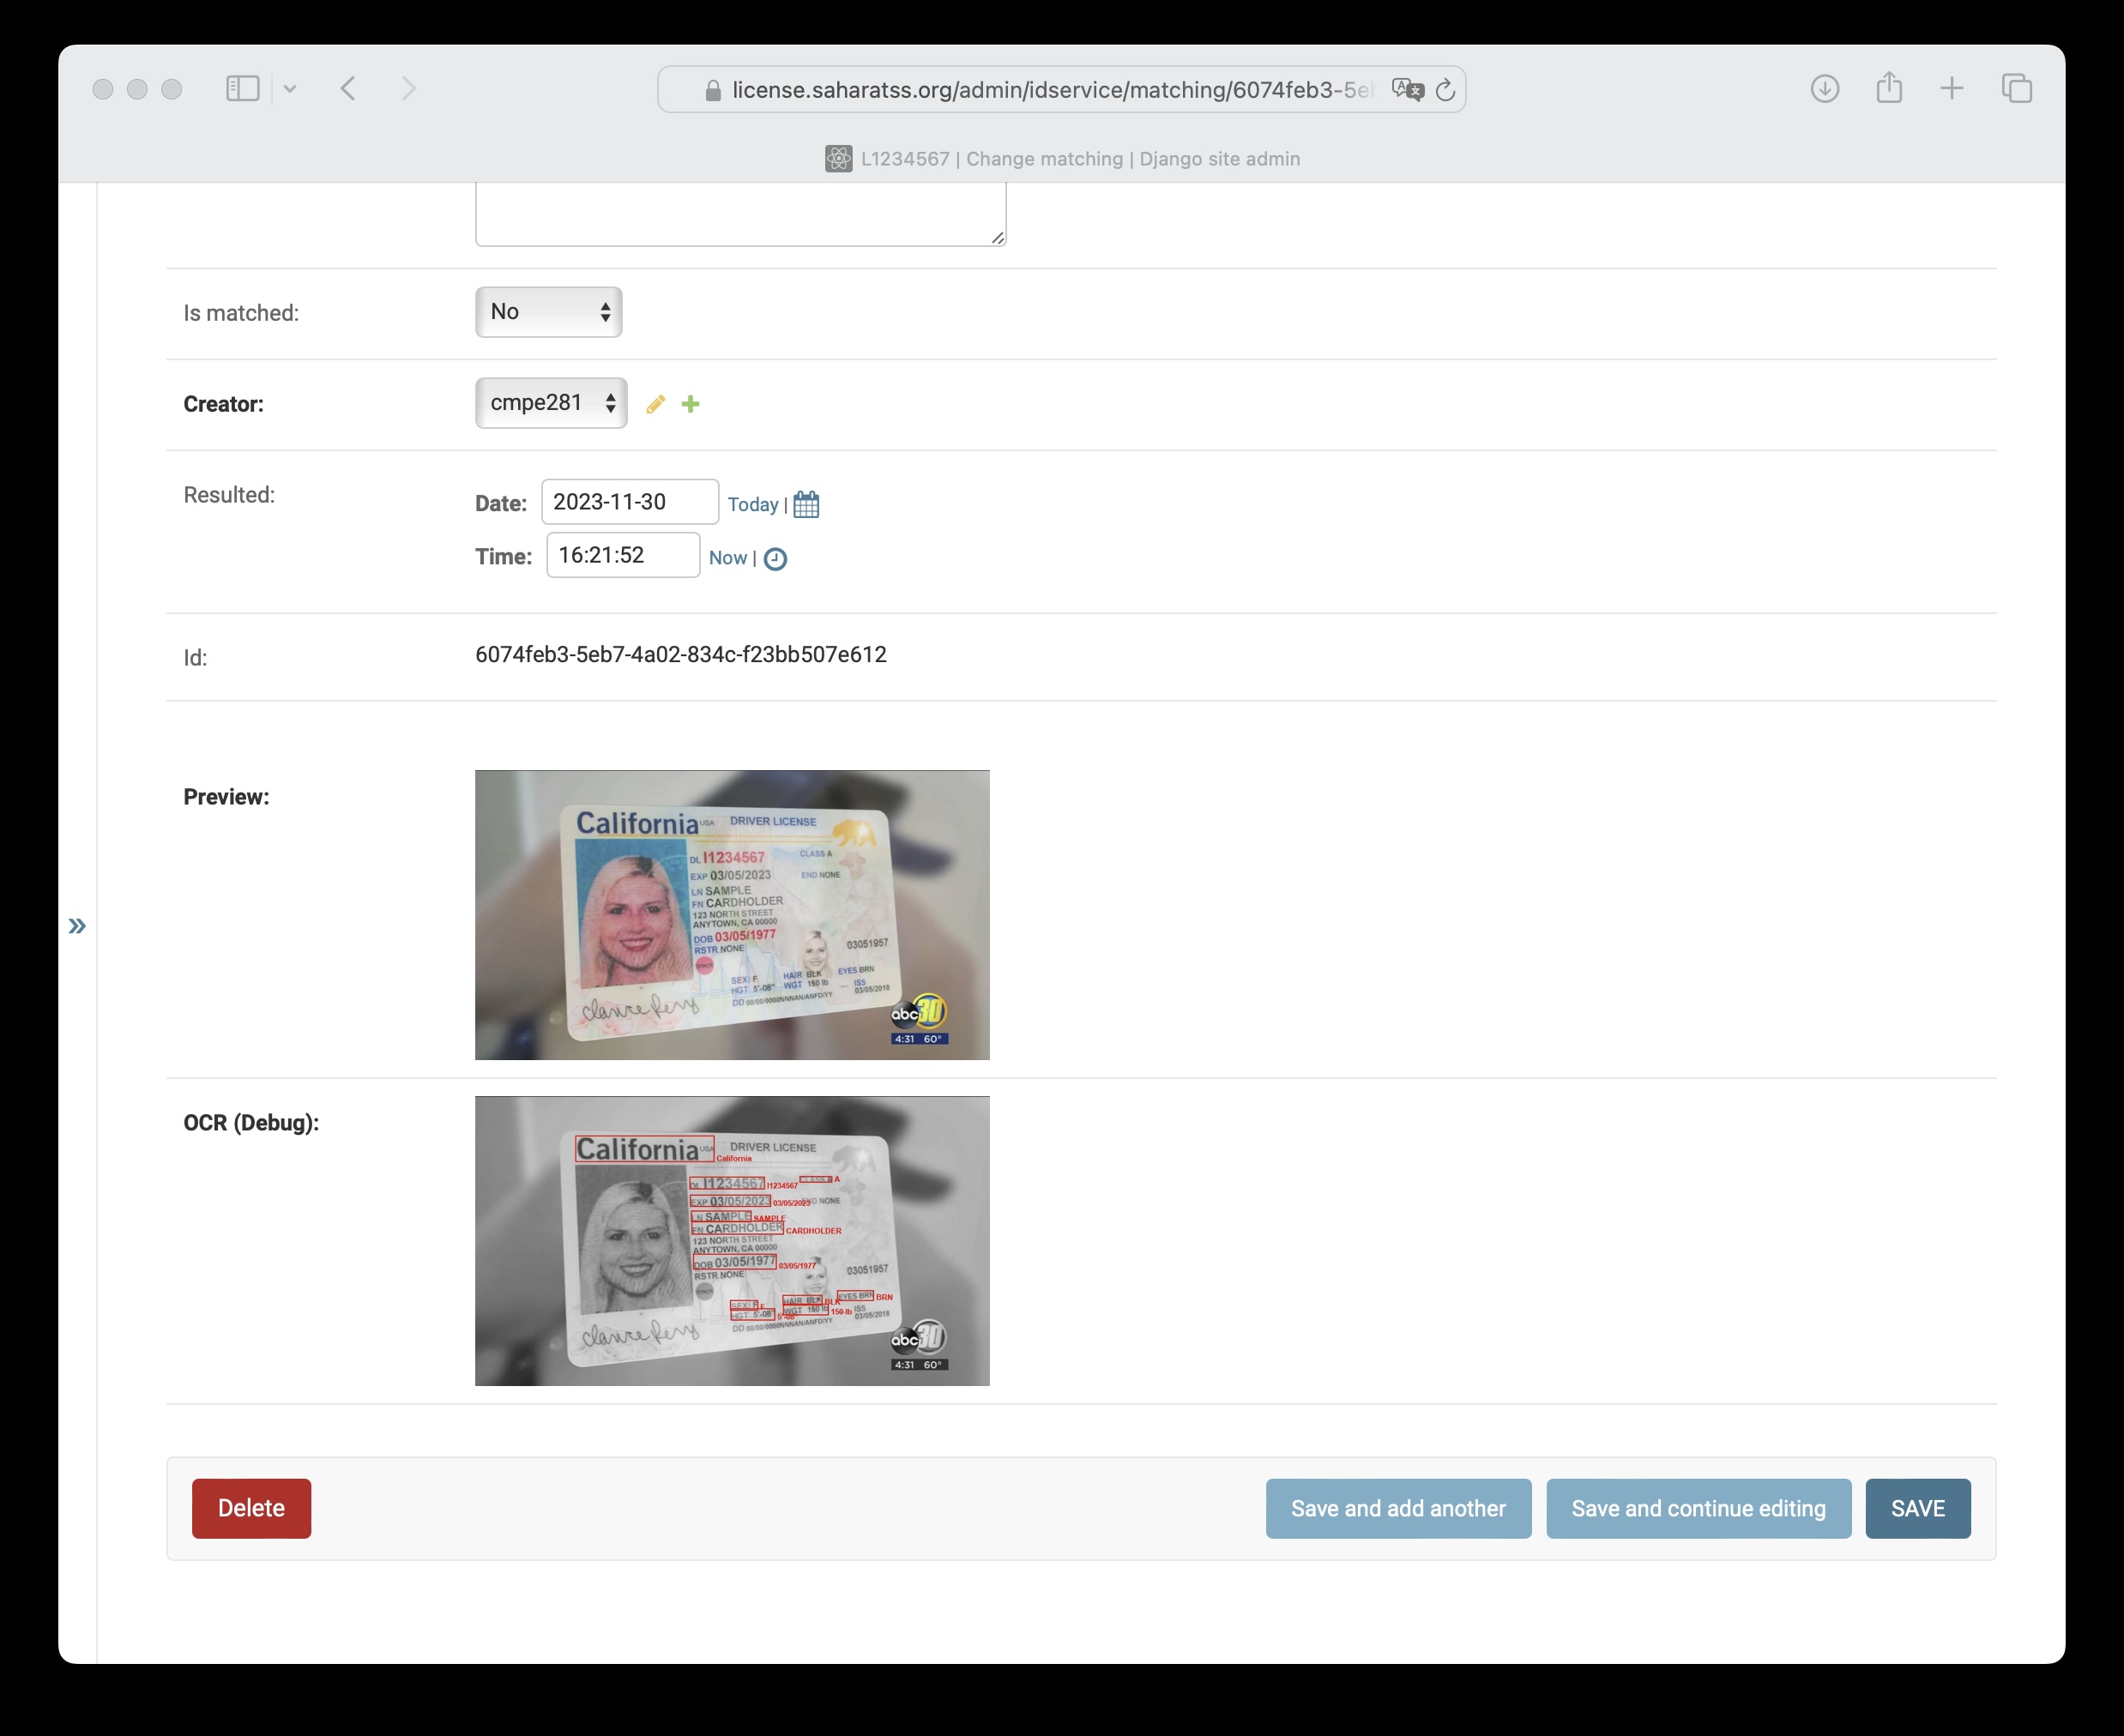 license.saharatss.org/admin/idservice/matching/6074feb3-5e
L1234567 | Change matching | Django site admin
Is matched:
No
Creator:
cmpe281
Resulted:
Date: 2023-11-30 Today |
Time: 16:21:52 Now |
Id:
6074feb3-5eb7-4a02-834c-f23bb507e612
Preview:
California USA DRIVER LICENSE
DL I1234567 CLASS A
EXP 03/05/2023 END NONE
LN SAMPLE
FN CARDHOLDER
123 NORTH STREET
ANYTOWN, CA 00000
DOB 03/05/1977
RSTR NONE 03051957
SEX F HAIR BLK EYES BRN
HGT 5'-08" WGT 150 lb ISS
03/05/2018
DD 00/00/0000NNNAN/ANFD/YY
abc 30
4:31 60°
OCR (Debug):
California USA DRIVER LICENSE
California
DL I1234567 I1234567 CLASS A A
EXP 03/05/2023 03/05/2023 END NONE
LN SAMPLE SAMPLE
FN CARDHOLDER CARDHOLDER
123 NORTH STREET
ANYTOWN, CA 00000
DOB 03/05/1977 03/05/1977
RSTR NONE 03051957
SEX F F HAIR BLK BLK EYES BRN BRN
HGT 5'-08" 5'-08" WGT 150 lb 150-lb ISS
03/05/2018
DD 00/00/0000NNNAN/ANFD/YY
abc 30
4:31 60°
Delete
Save and add another
Save and continue editing
SAVE